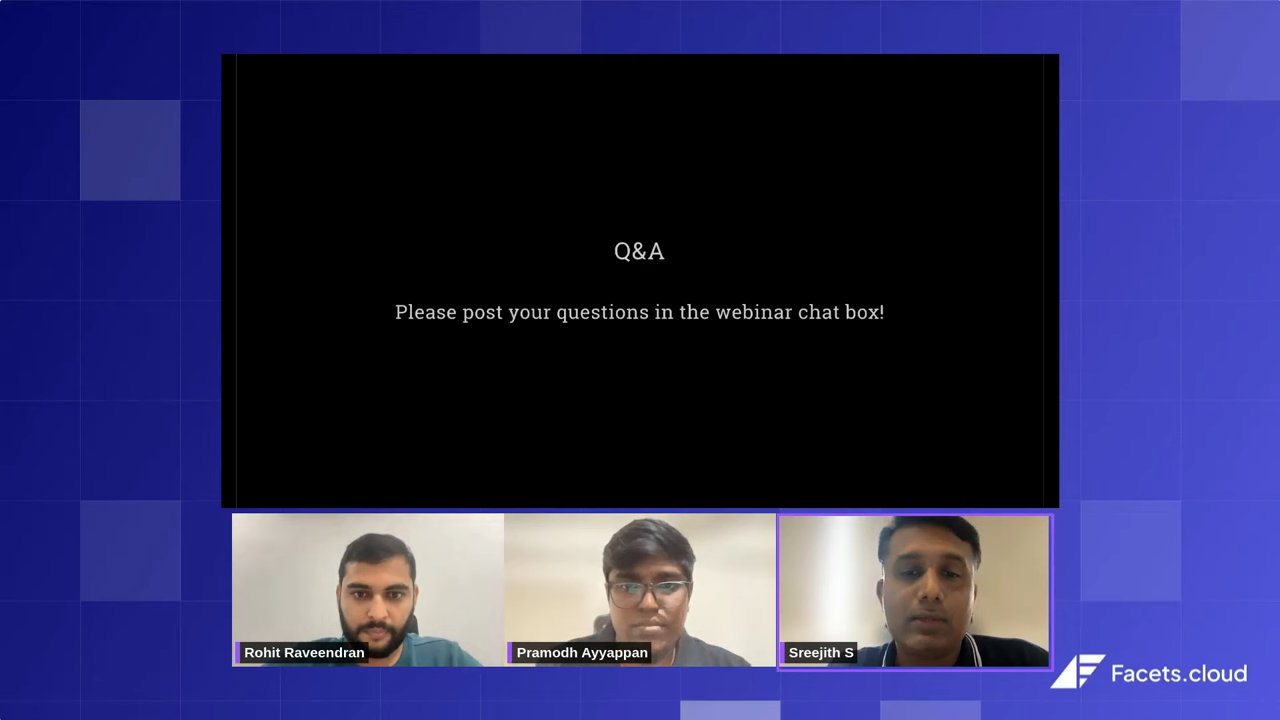 Q&A
Please post your questions in the webinar chat box!
Rohit Raveendran
Pramodh Ayyappan
Sreejith S
Facets.cloud